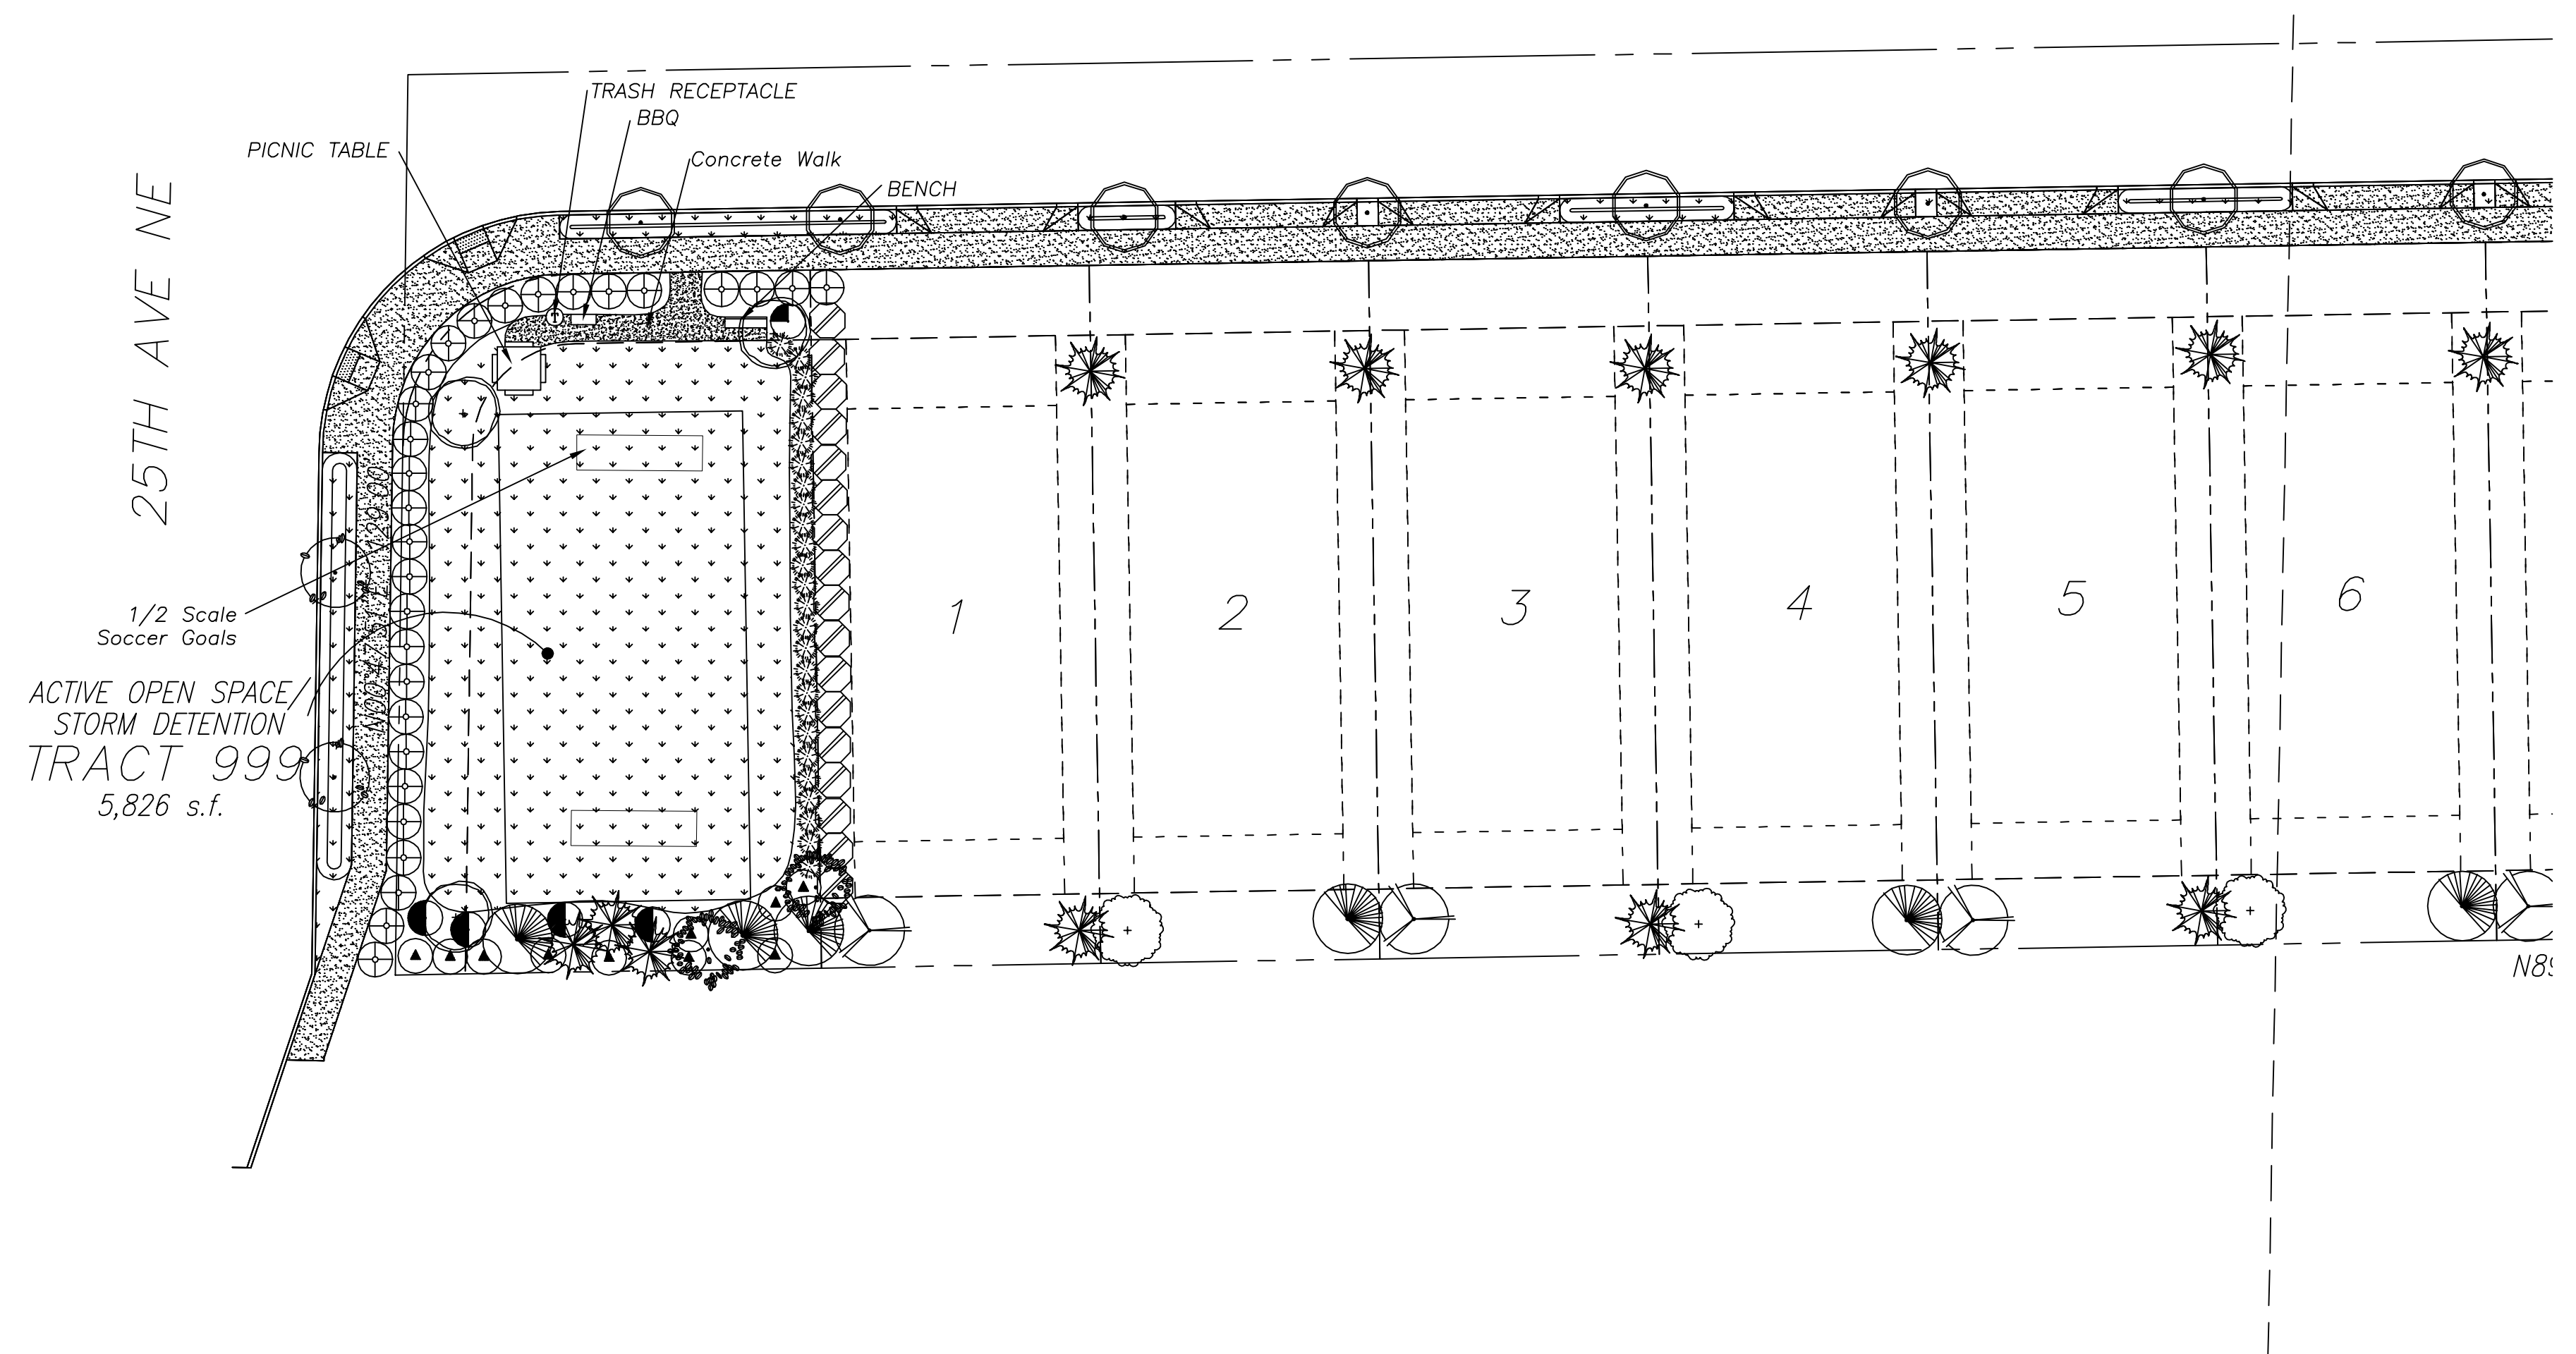 TRASH RECEPTACLE
BBQ
PICNIC TABLE
Concrete Walk
BENCH
25TH AVE NE
T
1/2 Scale
Soccer Goals
ACTIVE OPEN SPACE/
STORM DETENTION
TRACT 999
5,826 s.f.
1
2
3
4
5
6
N89